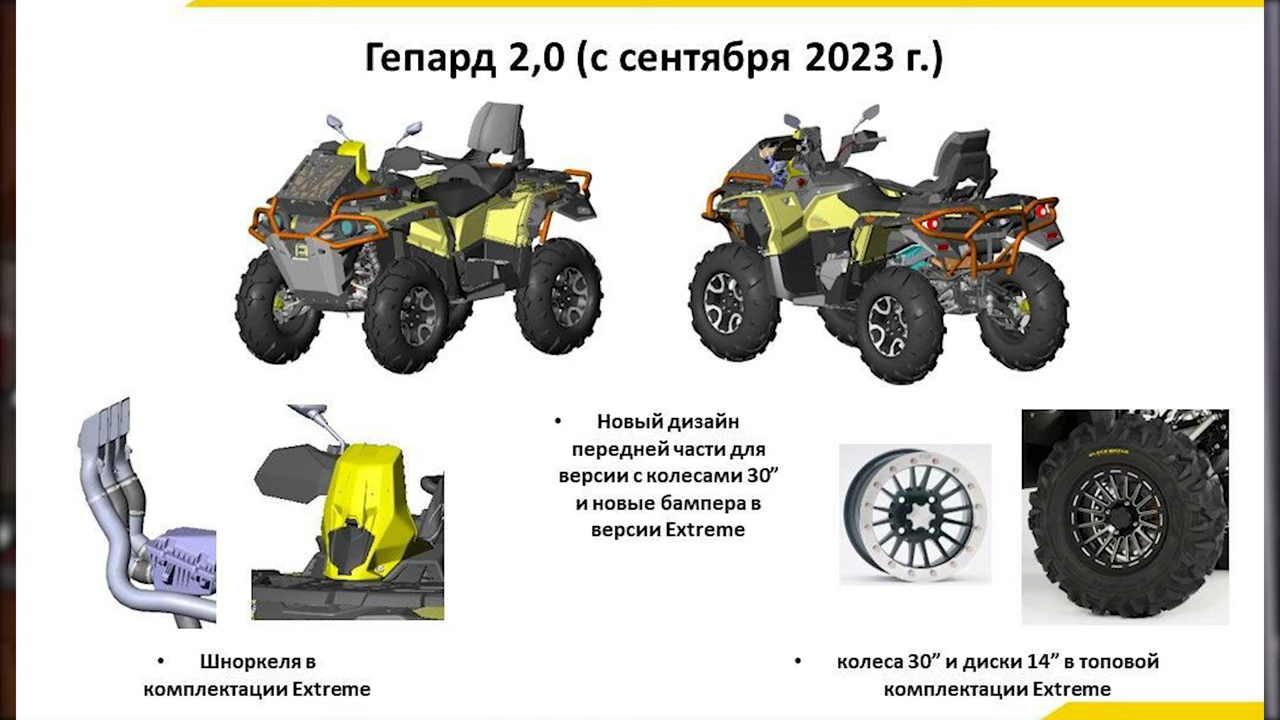 Гепард 2,0 (с сентября 2023 г.)
• Новый дизайн
передней части для
версии с колесами 30”
и новые бампера в
версии Extreme
• Шноркеля в
комплектации Extreme
• колеса 30” и диски 14” в топовой
комплектации Extreme